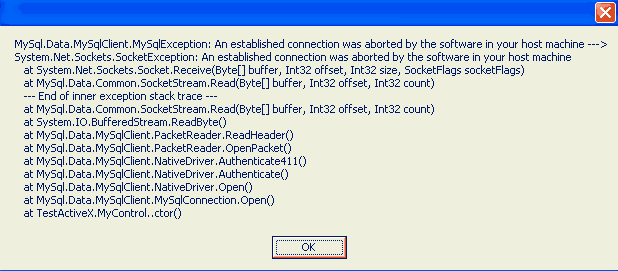 MySql.Data.MySqlClient.MySqlException: An established connection was aborted by the software in your host machine --->
System.Net.Sockets.SocketException: An established connection was aborted by the software in your host machine
at System.Net.Sockets.Socket.Receive(Byte[] buffer, Int32 offset, Int32 size, SocketFlags socketFlags)
at MySql.Data.Common.SocketStream.Read(Byte[] buffer, Int32 offset, Int32 count)
--- End of inner exception stack trace ---
at MySql.Data.Common.SocketStream.Read(Byte[] buffer, Int32 offset, Int32 count)
at System.IO.BufferedStream.ReadByte()
at MySql.Data.MySqlClient.PacketReader.ReadHeader()
at MySql.Data.MySqlClient.PacketReader.OpenPacket()
at MySql.Data.MySqlClient.NativeDriver.Authenticate411()
at MySql.Data.MySqlClient.NativeDriver.Authenticate()
at MySql.Data.MySqlClient.NativeDriver.Open()
at MySql.Data.MySqlClient.MySqlConnection.Open()
at TestActiveX.MyControl..ctor()
OK